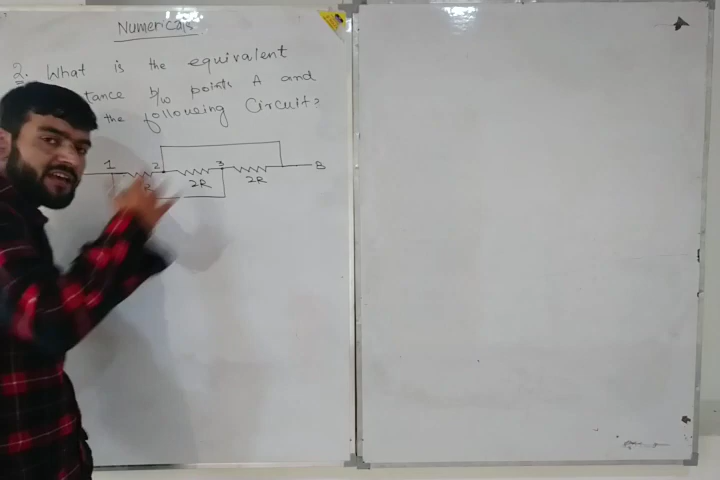 Numericals
2. What is the equivalent
tance b/w points A and
the following Circuit?
1 2 3 B
2R 2R